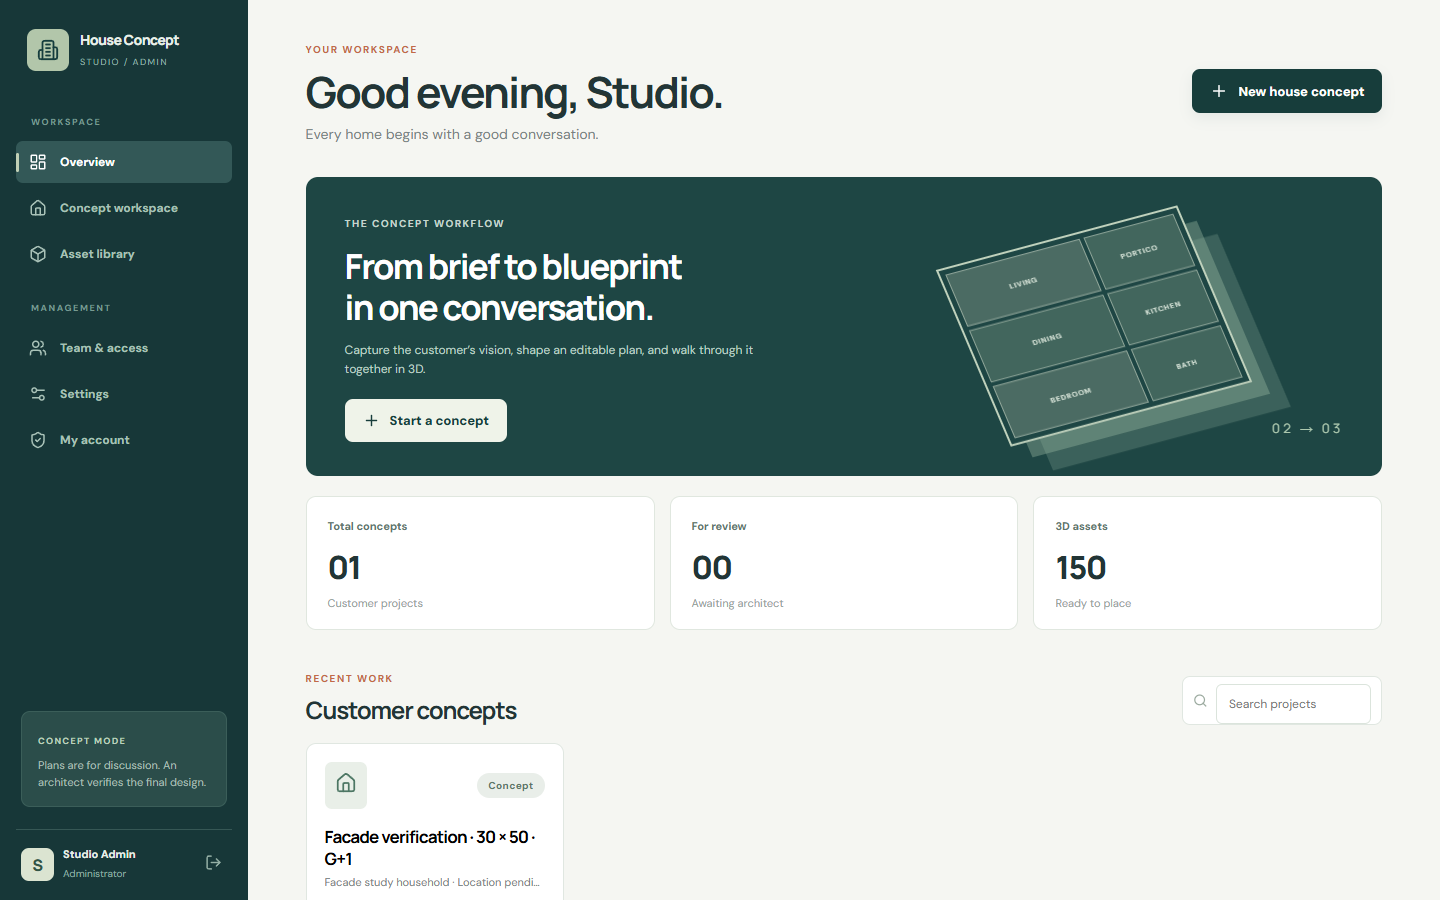 House Concept
STUDIO / ADMIN
WORKSPACE
Overview
Concept workspace
Asset library
MANAGEMENT
Team & access
Settings
My account
CONCEPT MODE
Plans are for discussion. An
architect verifies the final design.
S
Studio Admin
Administrator
YOUR WORKSPACE
Good evening, Studio.
Every home begins with a good conversation.
New house concept
THE CONCEPT WORKFLOW
From brief to blueprint
in one conversation.
Capture the customer's vision, shape an editable plan, and walk through it
together in 3D.
Start a concept
LIVING
PORTICO
DINING
KITCHEN
BEDROOM
BATH
02 → 03
Total concepts
01
Customer projects
For review
00
Awaiting architect
3D assets
150
Ready to place
RECENT WORK
Customer concepts
Search projects
Concept
Facade verification · 30 × 50 ·
G+1
Facade study household · Location pendi...